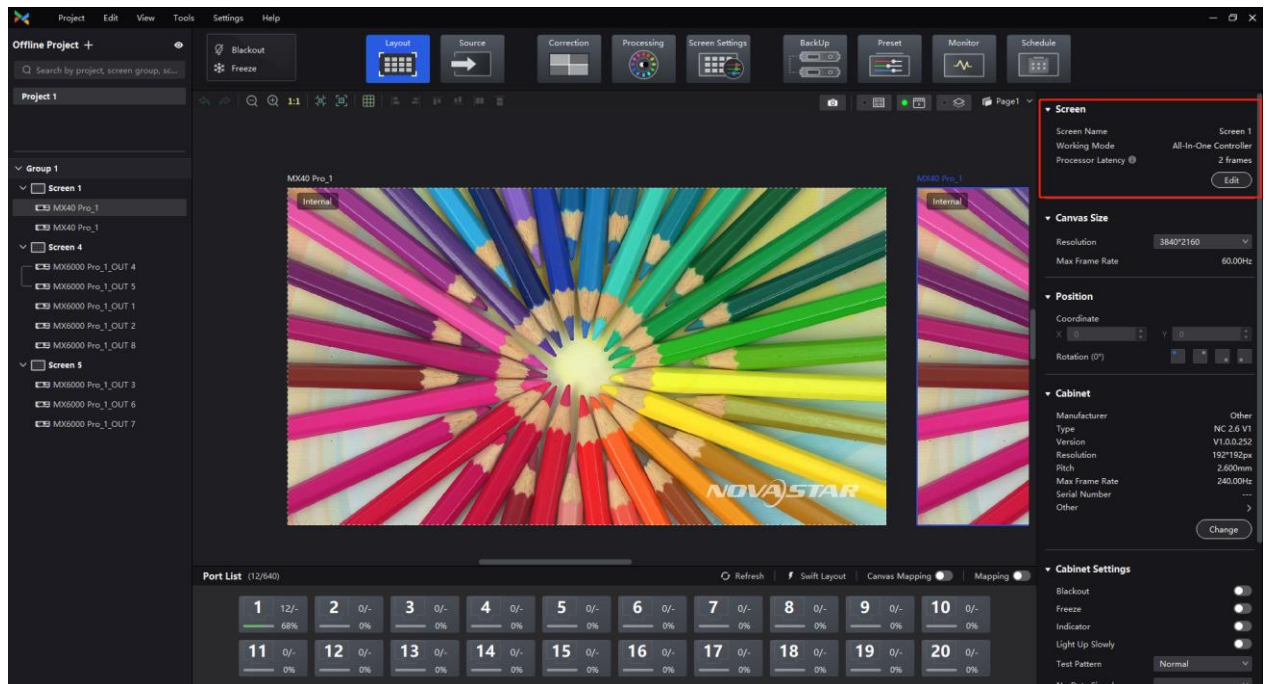 Project Edit View Tools Settings Help
Offline Project +
Search by project, screen group, sc...
Project 1
Group 1
Screen 1
MX40 Pro_1
MX40 Pro_1
Screen 4
MX6000 Pro_1_OUT 4
MX6000 Pro_1_OUT 5
MX6000 Pro_1_OUT 1
MX6000 Pro_1_OUT 2
MX6000 Pro_1_OUT 8
Screen 5
MX6000 Pro_1_OUT 3
MX6000 Pro_1_OUT 6
MX6000 Pro_1_OUT 7
Blackout
Freeze
Layout Source Correction Processing Screen Settings BackUp Preset Monitor Schedule
1:1 Page1
MX40 Pro_1 MX40 Pro_1
Internal Internal
NOVASTAR
Port List (12/640) Refresh Swift Layout Canvas Mapping Mapping
1 12/- 2 0/- 3 0/- 4 0/- 5 0/- 6 0/- 7 0/- 8 0/- 9 0/- 10 0/-
68% 0% 0% 0% 0% 0% 0% 0% 0% 0%
11 0/- 12 0/- 13 0/- 14 0/- 15 0/- 16 0/- 17 0/- 18 0/- 19 0/- 20 0/-
0% 0% 0% 0% 0% 0% 0% 0% 0% 0%
Screen
Screen Name Screen 1
Working Mode All-In-One Controller
Processor Latency 2 frames
Edit
Canvas Size
Resolution 3840*2160
Max Frame Rate 60.00Hz
Position
Coordinate
X 0 Y 0
Rotation (0°)
Cabinet
Manufacturer Other
Type NC 2.6 V1
Version V1.0.0.252
Resolution 192*192px
Pitch 2.600mm
Max Frame Rate 240.00Hz
Serial Number ---
Other >
Change
Cabinet Settings
Blackout
Freeze
Indicator
Light Up Slowly
Test Pattern Normal